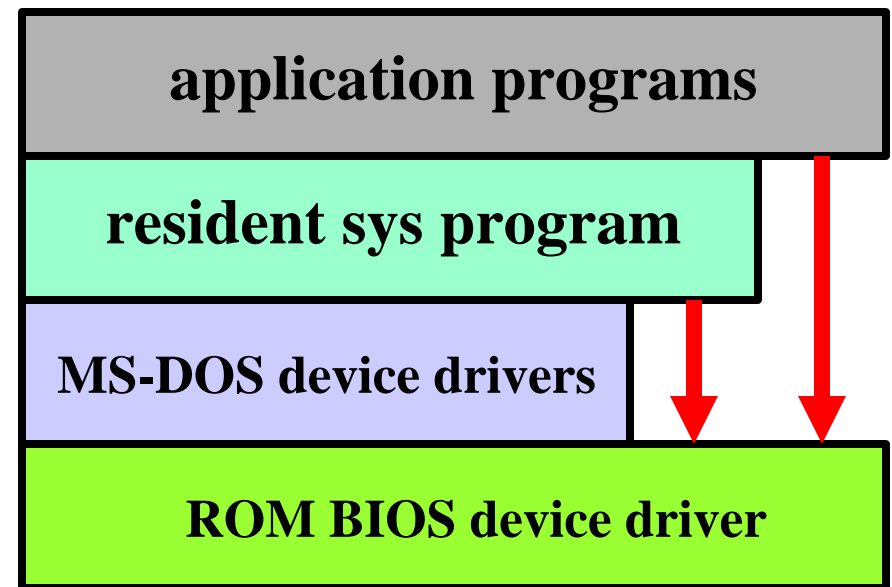 application programs
resident sys program
MS-DOS device drivers
ROM BIOS device driver